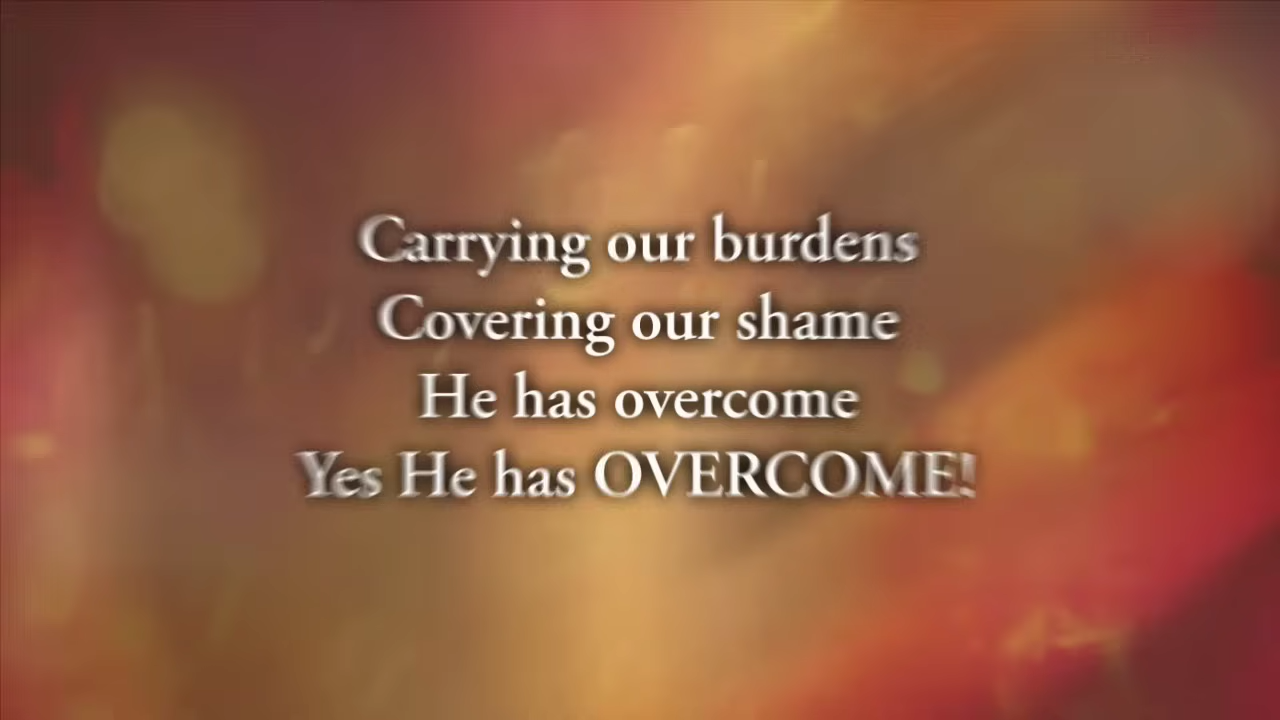 Carrying our burdens
Covering our shame
He has overcome
Yes He has OVERCOME!